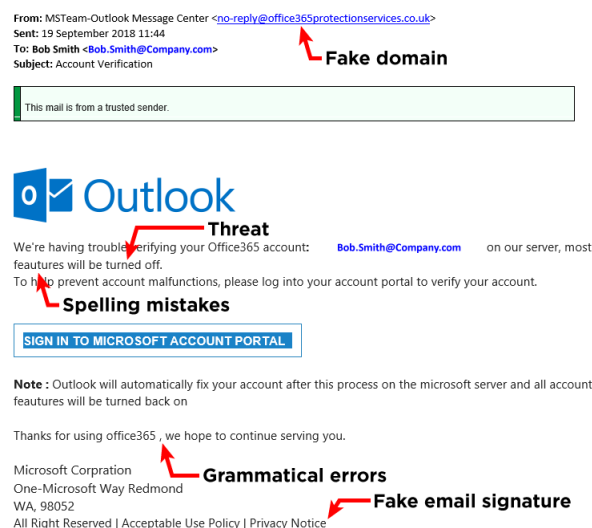 From: MSTeam-Outlook Message Center <no-reply@office365protectionservices.co.uk>
Sent: 19 September 2018 11:44
To: Bob Smith <Bob.Smith@Company.com>
Subject: Account Verification
Fake domain
This mail is from a trusted sender.
Outlook
Threat
We're having trouble verifying your Office365 account: Bob.Smith@Company.com on our server, most
feautures will be turned off.
To help prevent account malfunctions, please log into your account portal to verify your account.
Spelling mistakes
SIGN IN TO MICROSOFT ACCOUNT PORTAL
Note : Outlook will automatically fix your account after this process on the microsoft server and all account
feautures will be turned back on
Thanks for using office365 , we hope to continue serving you.
Microsoft Corpration
Grammatical errors
One-Microsoft Way Redmond
WA, 98052
Fake email signature
All Right Reserved | Acceptable Use Policy | Privacy Notice